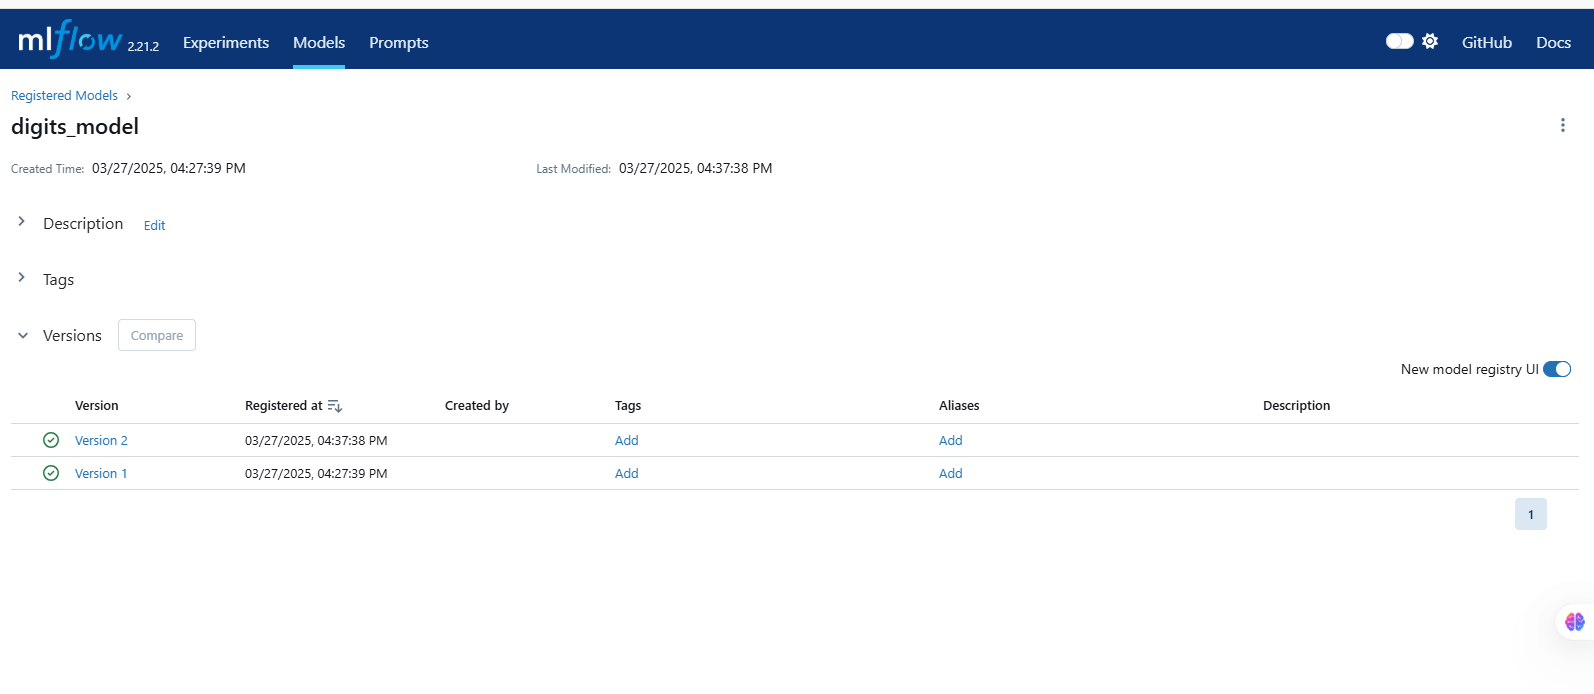 mlflow 2.21.2 Experiments Models Prompts GitHub Docs
Registered Models
digits_model
Created Time: 03/27/2025, 04:27:39 PM Last Modified: 03/27/2025, 04:37:38 PM
Description Edit
Tags
Versions Compare
New model registry UI
Version Registered at Created by Tags Aliases Description
Version 2 03/27/2025, 04:37:38 PM Add Add
Version 1 03/27/2025, 04:27:39 PM Add Add
1